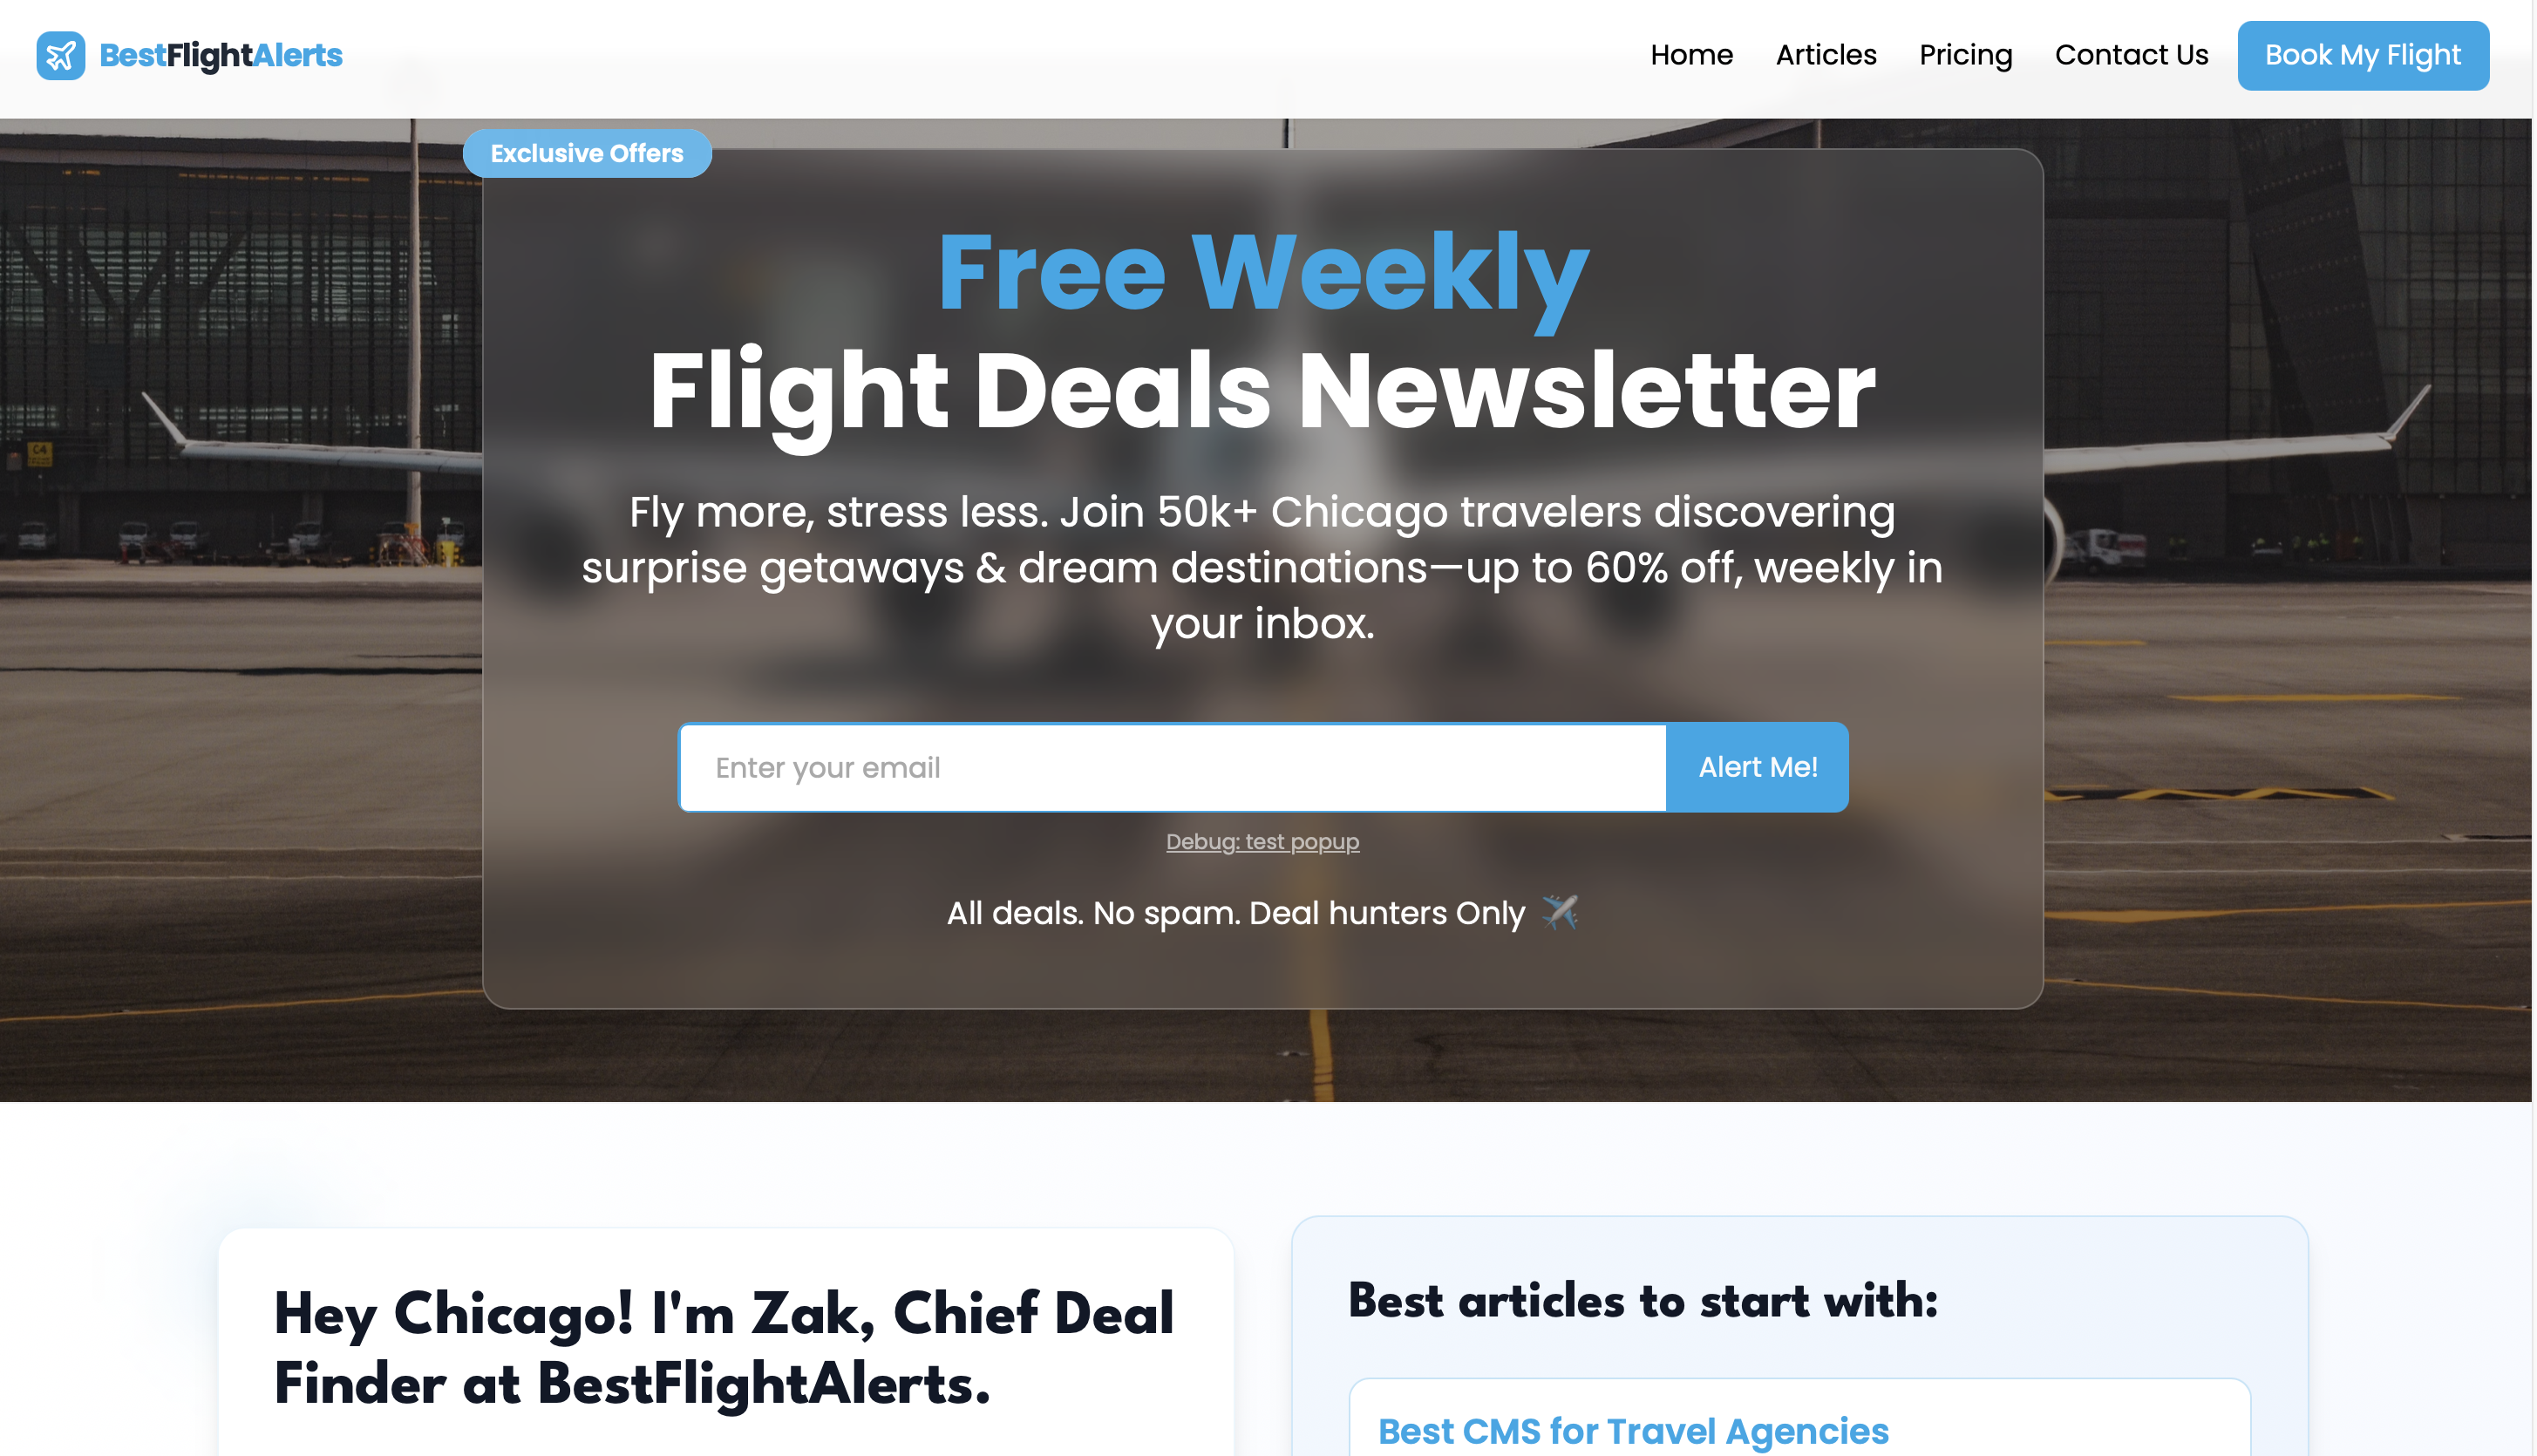 BestFlightAlerts
Home Articles Pricing Contact Us Book My Flight
Exclusive Offers
Free Weekly
Flight Deals Newsletter
Fly more, stress less. Join 50k+ Chicago travelers discovering
surprise getaways & dream destinations—up to 60% off, weekly in
your inbox.
Enter your email Alert Me!
Debug: test popup
All deals. No spam. Deal hunters Only ✈️
C4
Hey Chicago! I'm Zak, Chief Deal
Finder at BestFlightAlerts.
Best articles to start with:
Best CMS for Travel Agencies